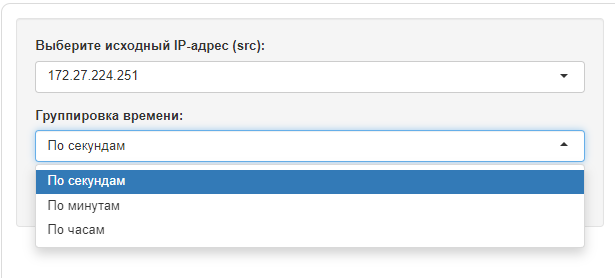 Выберите исходный IP-адрес (src):
172.27.224.251
Группировка времени:
По секундам
По секундам
По минутам
По часам